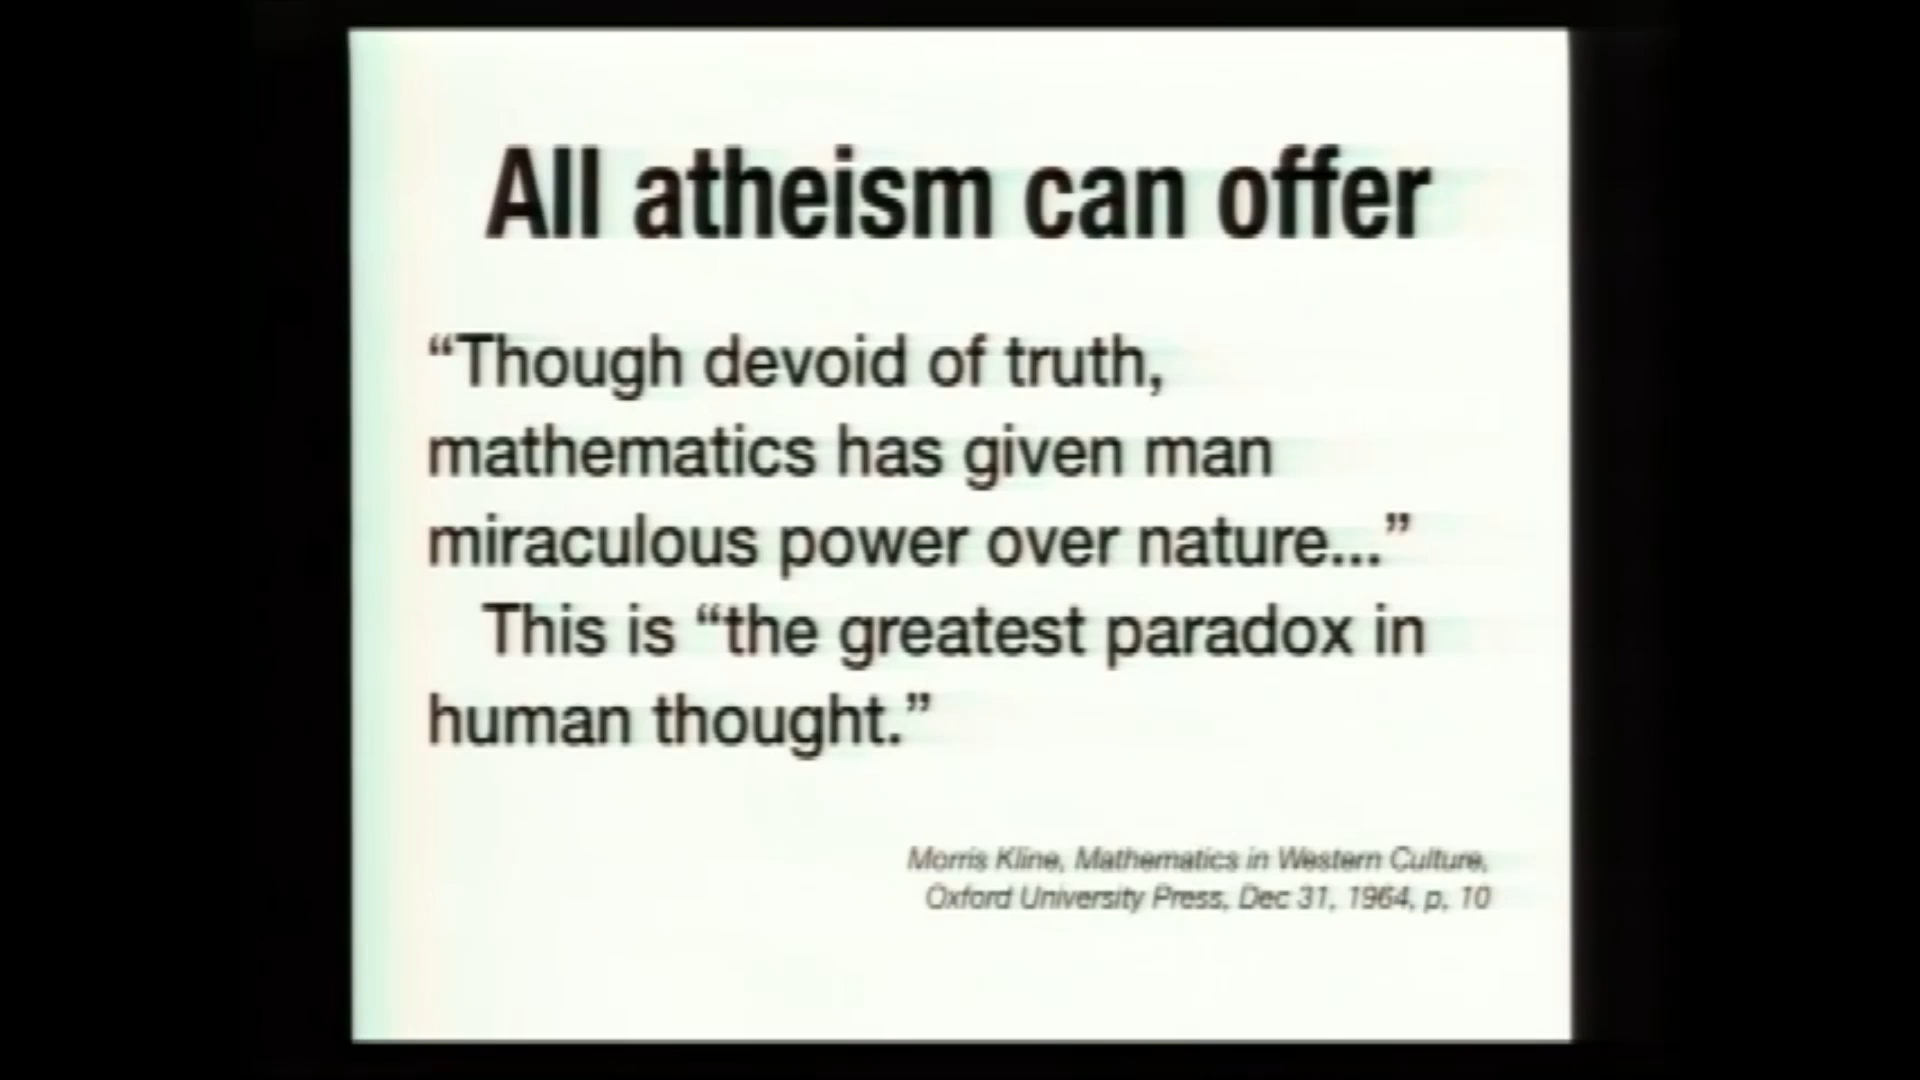 All atheism can offer
“Though devoid of truth,
mathematics has given man
miraculous power over nature...”
This is “the greatest paradox in
human thought.”
Morris Kline, Mathematics in Western Culture,
Oxford University Press, Dec 31, 1964, p, 10